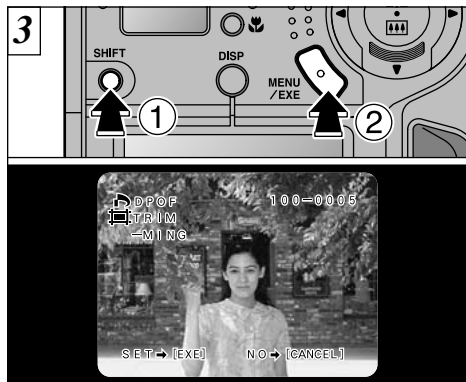 3
SHIFT
DISP
MENU
/EXE
1
2
DPOF
100-0005
TRIM
-MING
SET➡[EXE]
NO➡[CANCEL]